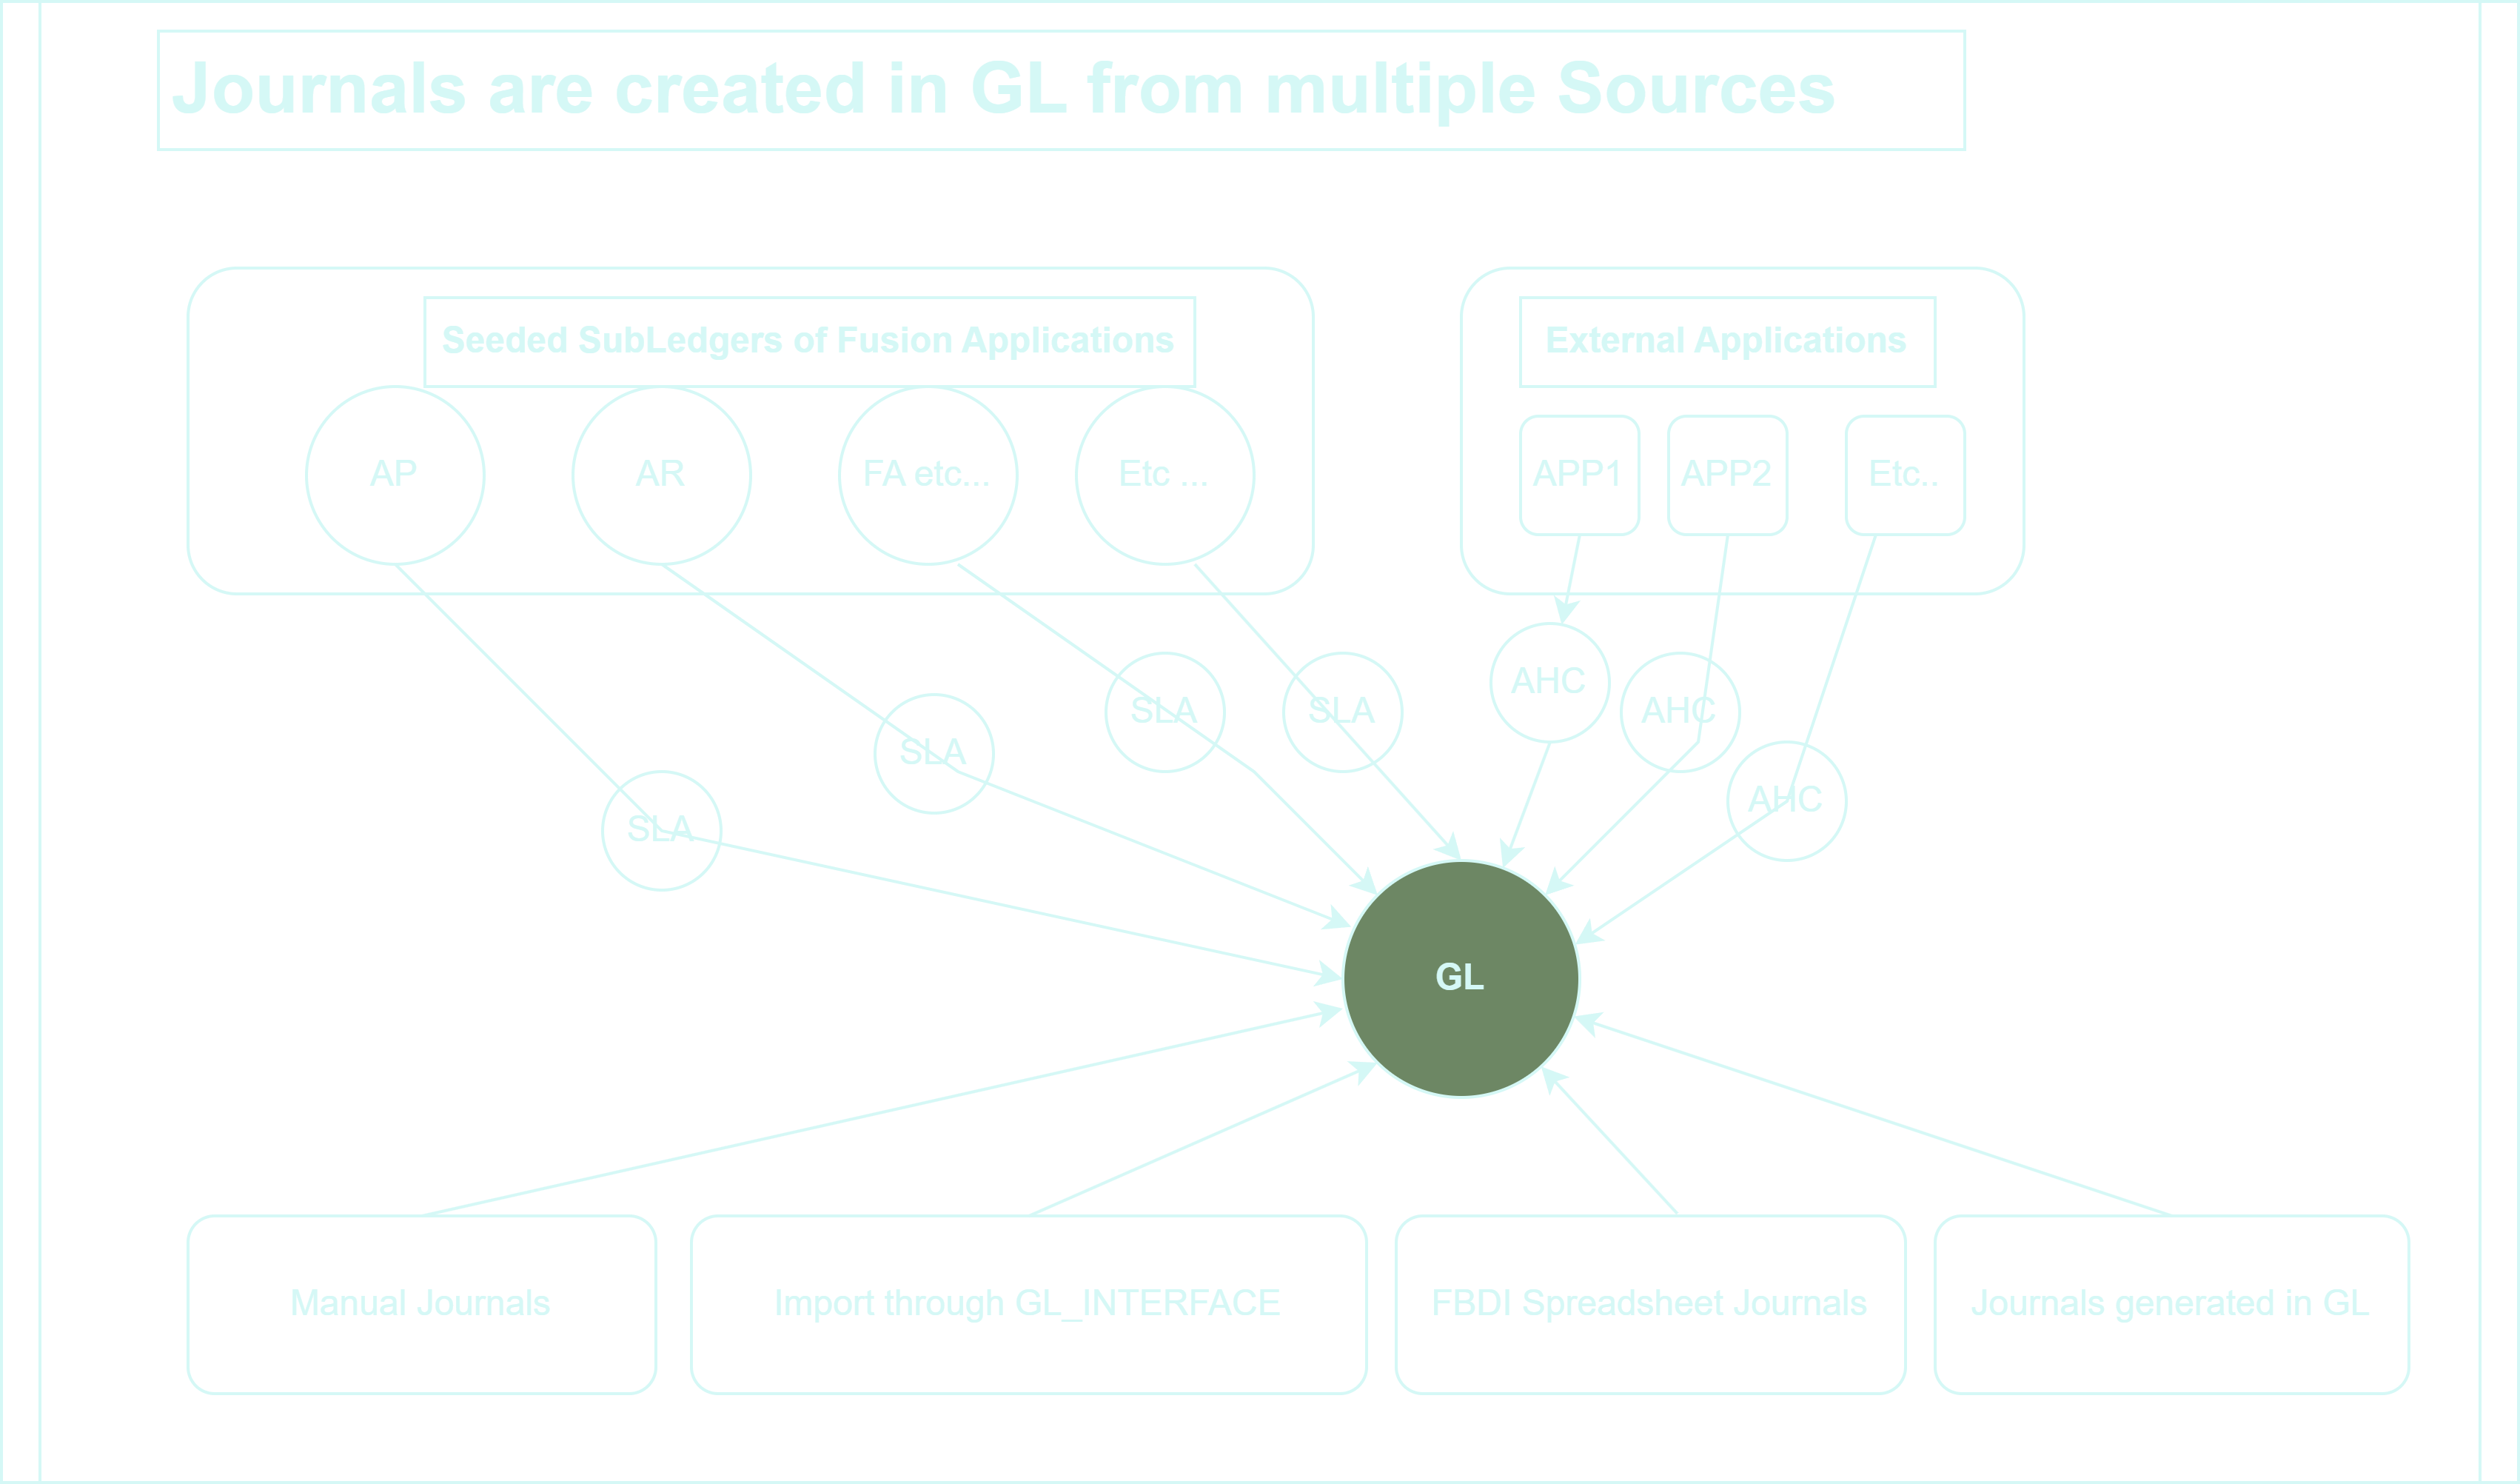 Journals are created in GL from multiple Sources
Seeded SubLedgers of Fusion Applications
External Applications
AP
AR
FA etc...
Etc ...
APP1
APP2
Etc..
AHC
SLA
SLA
AHC
SLA
AHC
SLA
GL
Manual Journals
Import through GL_INTERFACE
FBDI Spreadsheet Journals
Journals generated in GL